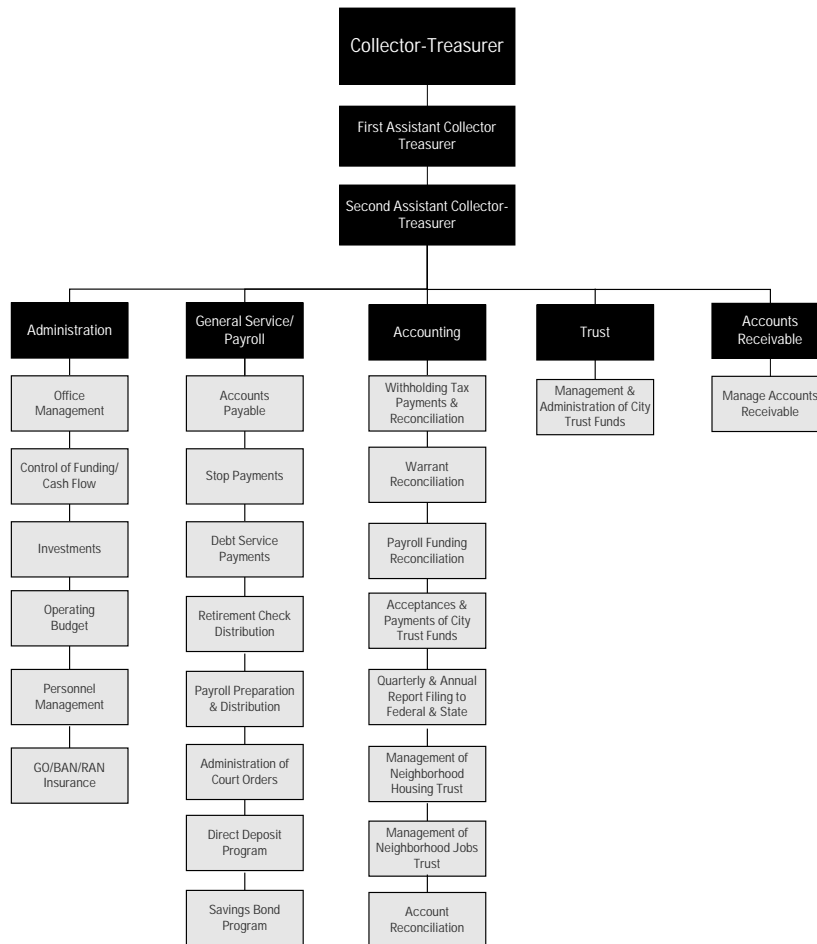 Collector-Treasurer
First Assistant Collector
Treasurer
Second Assistant Collector-
Treasurer
Administration
Office
Management
Control of Funding/
Cash Flow
Investments
Operating
Budget
Personnel
Management
GO/BAN/RAN
Insurance
General Service/
Payroll
Accounts
Payable
Stop Payments
Debt Service
Payments
Retirement Check
Distribution
Payroll Preparation
& Distribution
Administration of
Court Orders
Direct Deposit
Program
Savings Bond
Program
Accounting
Withholding Tax
Payments &
Reconciliation
Warrant
Reconciliation
Payroll Funding
Reconciliation
Acceptances &
Payments of City
Trust Funds
Quarterly & Annual
Report Filing to
Federal & State
Management of
Neighborhood
Housing Trust
Management of
Neighborhood Jobs
Trust
Account
Reconciliation
Trust
Management &
Administration of City
Trust Funds
Accounts
Receivable
Manage Accounts
Receivable